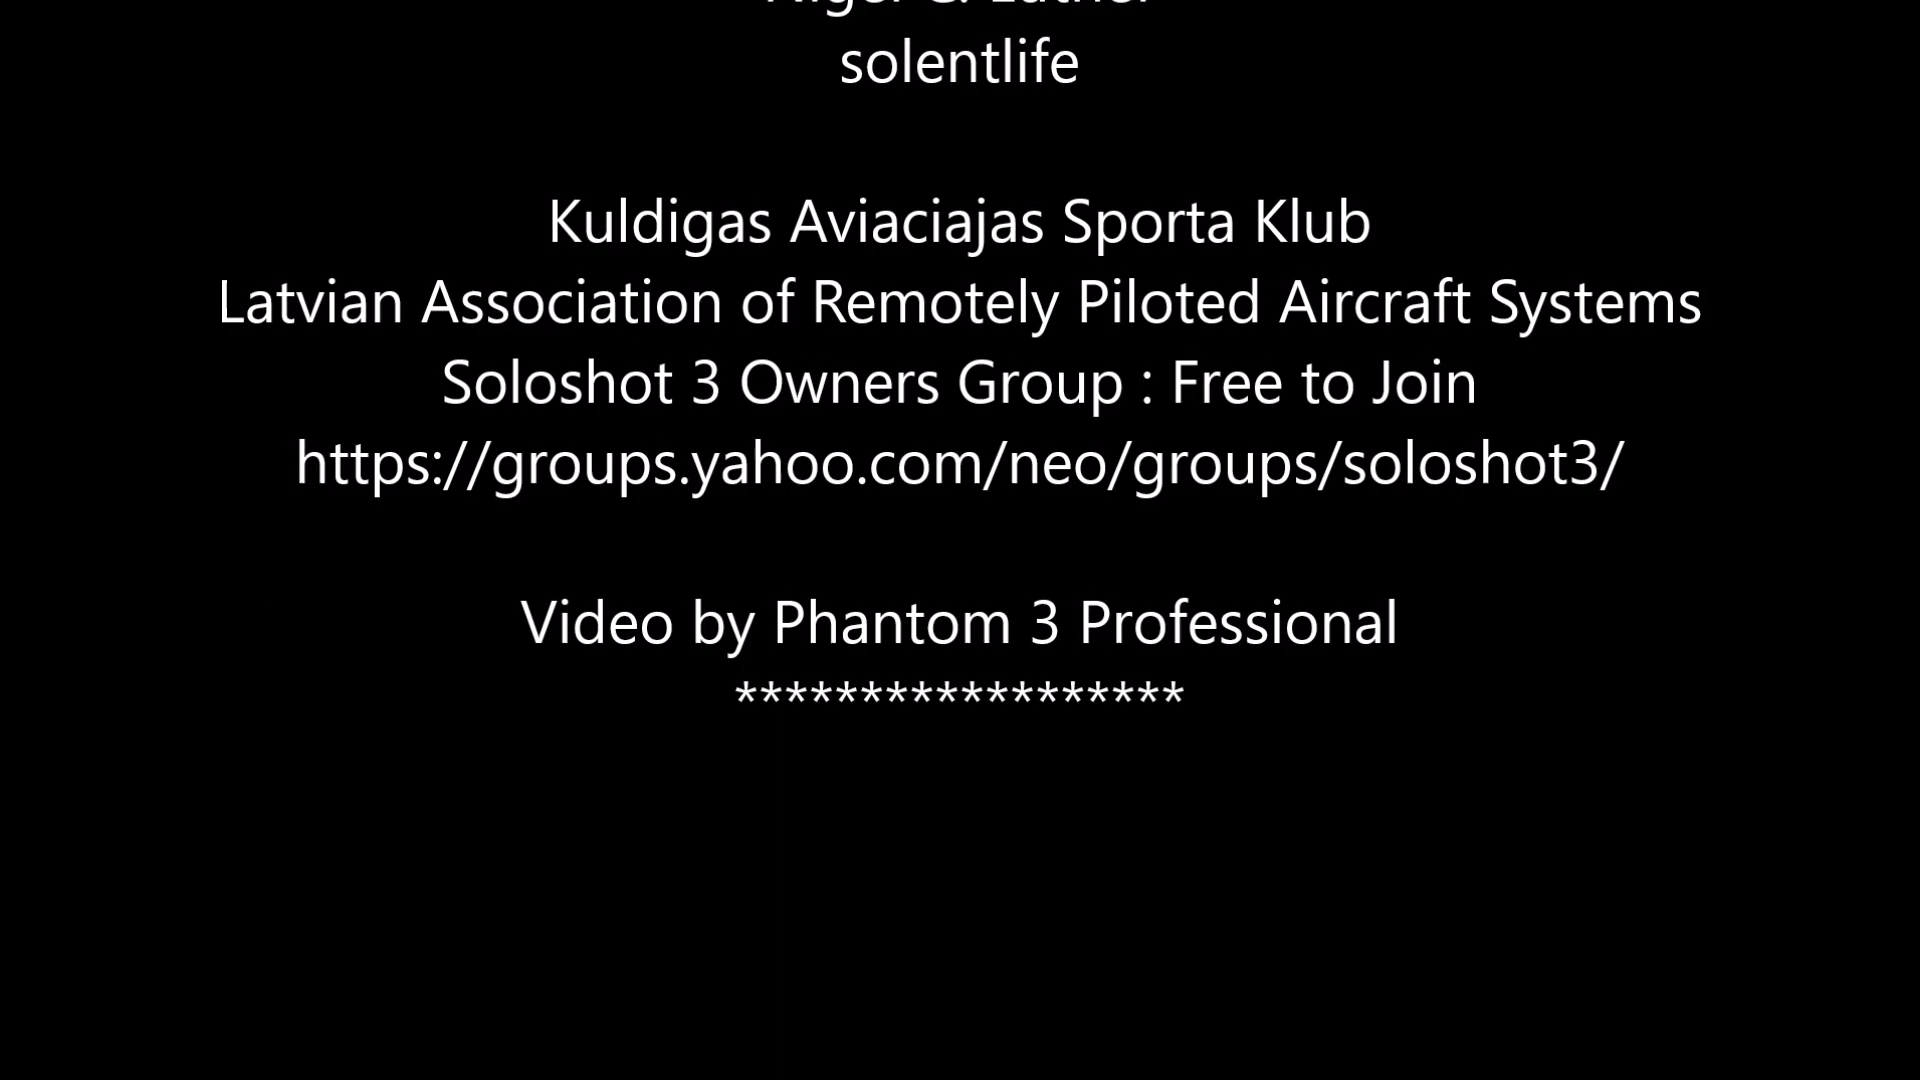 solentlife
Kuldigas Aviaciajas Sporta Klub
Latvian Association of Remotely Piloted Aircraft Systems
Soloshot 3 Owners Group : Free to Join
https://groups.yahoo.com/neo/groups/soloshot3/
Video by Phantom 3 Professional
******************